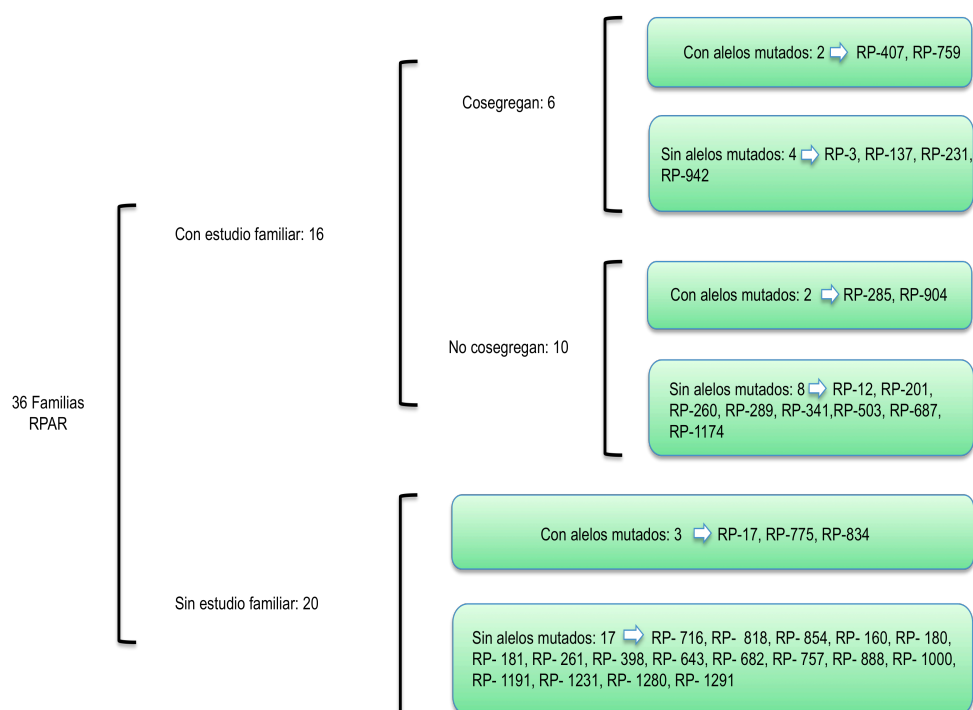 36 Familias
RPAR
Con estudio familiar: 16
Cosegregan: 6
Con alelos mutados: 2 RP-407, RP-759
Sin alelos mutados: 4 RP-3, RP-137, RP-231,
RP-942
No cosegregan: 10
Con alelos mutados: 2 RP-285, RP-904
Sin alelos mutados: 8 RP-12, RP-201,
RP-260, RP-289, RP-341,RP-503, RP-687,
RP-1174
Sin estudio familiar: 20
Con alelos mutados: 3 RP-17, RP-775, RP-834
Sin alelos mutados: 17 RP- 716, RP- 818, RP- 854, RP- 160, RP- 180,
RP- 181, RP- 261, RP- 398, RP- 643, RP- 682, RP- 757, RP- 888, RP- 1000,
RP- 1191, RP- 1231, RP- 1280, RP- 1291